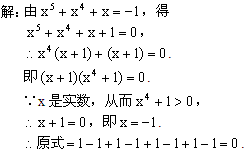 解：由x⁵+x⁴+x=-1，得
x⁵+x⁴+x+1=0，
∴x⁴(x+1)+(x+1)=0.
即(x+1)(x⁴+1)=0.
∵x是实数，从而x⁴+1>0，
∴x+1=0，即x=-1.
∴原式=1-1+1-1+1-1+1-1=0.